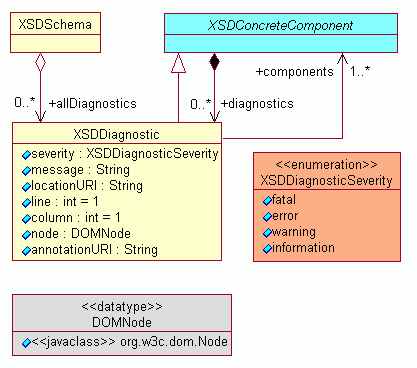 XSDSchema
XSDConcreteComponent
+components
1..*
0..*
+allDiagnostics
0..*
+diagnostics
XSDDiagnostic
severity : XSDDiagnosticSeverity
message : String
locationURI : String
line : int = 1
column : int = 1
node : DOMNode
annotationURI : String
<<enumeration>>
XSDDiagnosticSeverity
fatal
error
warning
information
<<datatype>>
DOMNode
<<javaclass>> org.w3c.dom.Node